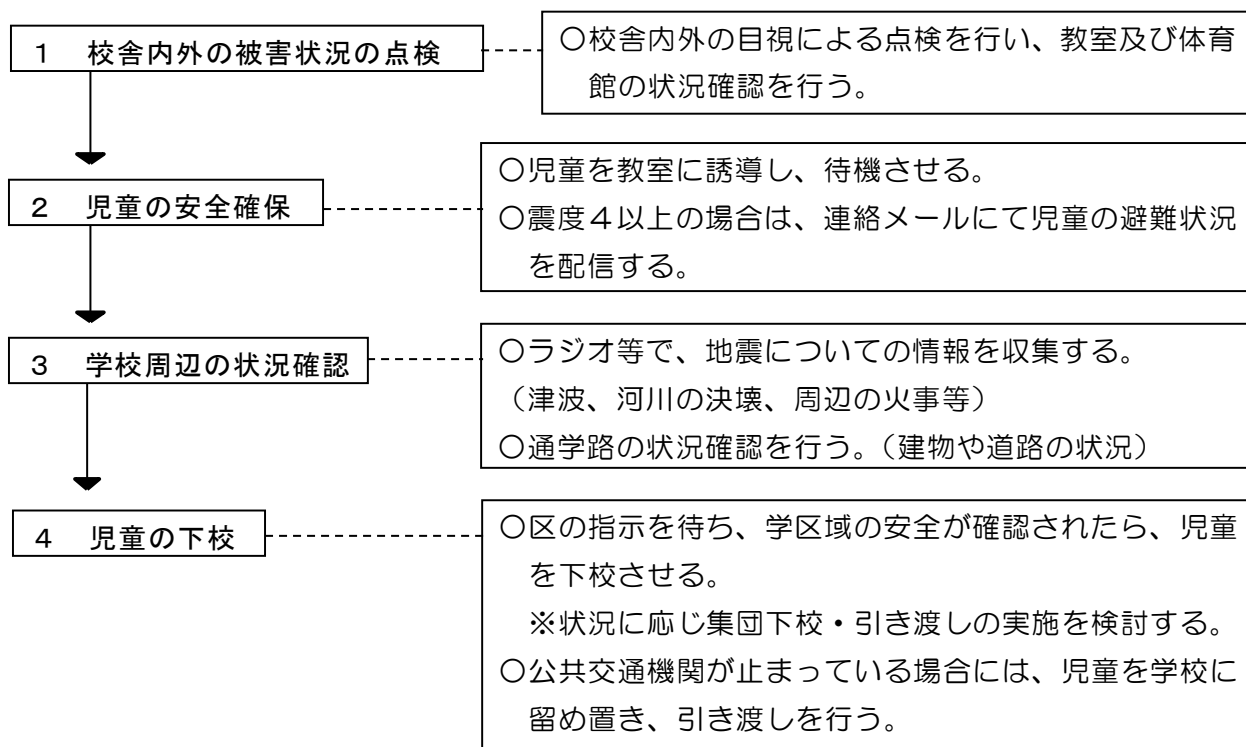 1 校舎内外の被害状況の点検
○校舎内外の目視による点検を行い、教室及び体育
館の状況確認を行う。
2 児童の安全確保
○児童を教室に誘導し、待機させる。
○震度4以上の場合は、連絡メールにて児童の避難状況
を配信する。
3 学校周辺の状況確認
○ラジオ等で、地震についての情報を収集する。
（津波、河川の決壊、周辺の火事等）
○通学路の状況確認を行う。（建物や道路の状況）
4 児童の下校
○区の指示を待ち、学区域の安全が確認されたら、児童
を下校させる。
※状況に応じ集団下校・引き渡しの実施を検討する。
○公共交通機関が止まっている場合には、児童を学校に
留め置き、引き渡しを行う。